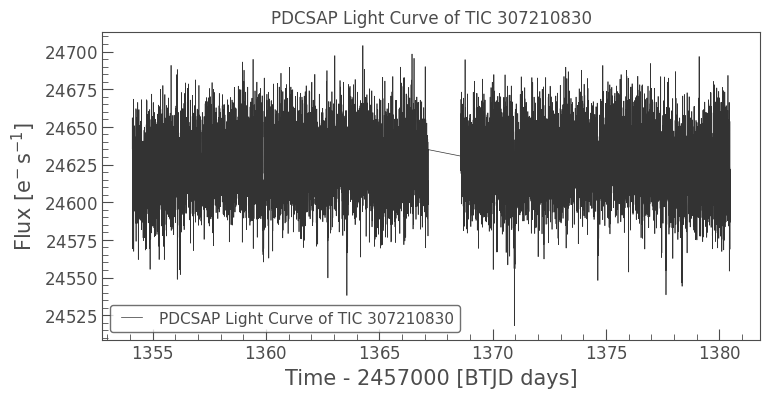 PDCSAP Light Curve of TIC 307210830
24700
24675
24650
24625
24600
24575
24550
24525
Flux [e⁻ s⁻¹]
PDCSAP Light Curve of TIC 307210830
1355 1360 1365 1370 1375 1380
Time - 2457000 [BTJD days]